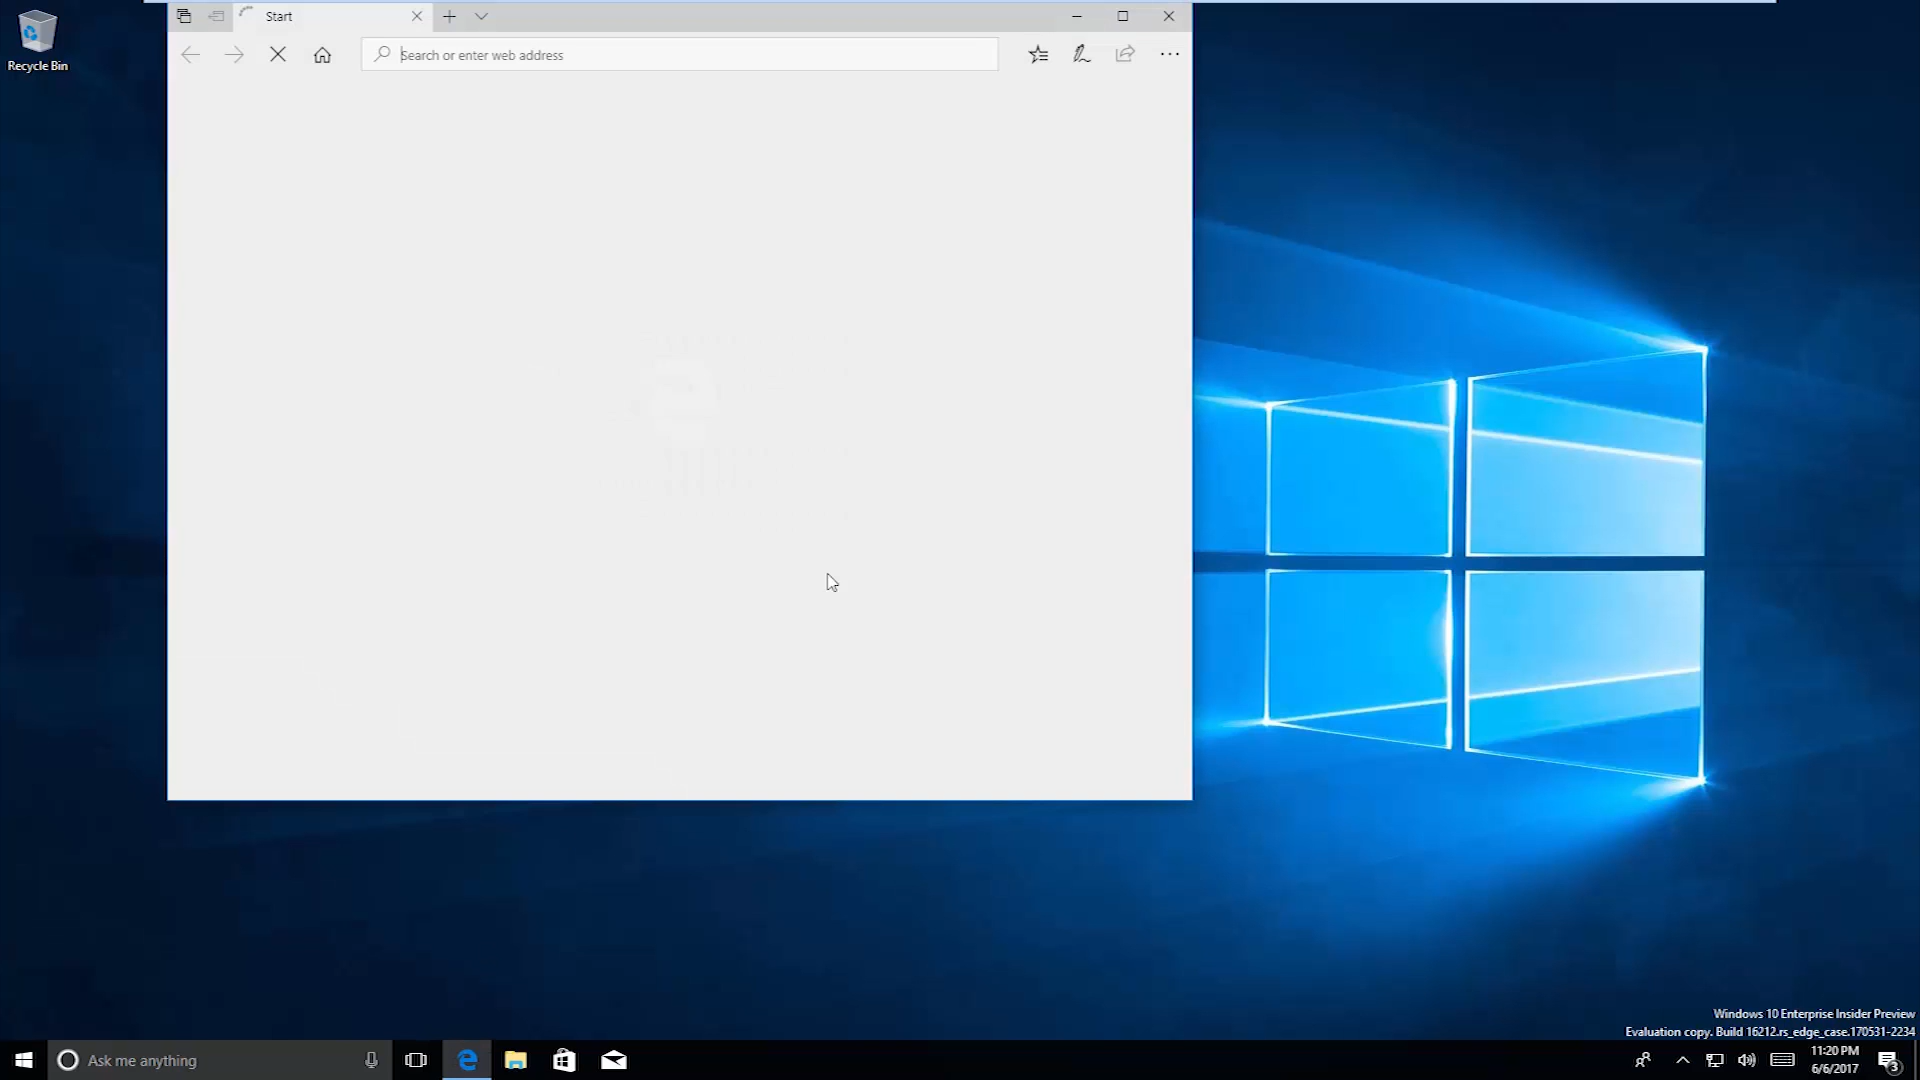 Start
Search or enter web address
Recycle Bin
Windows 10 Enterprise Insider Preview
Evaluation copy. Build 16212.rs_edge_case.170531-2234
Ask me anything
11:20 PM
6/6/2017
3